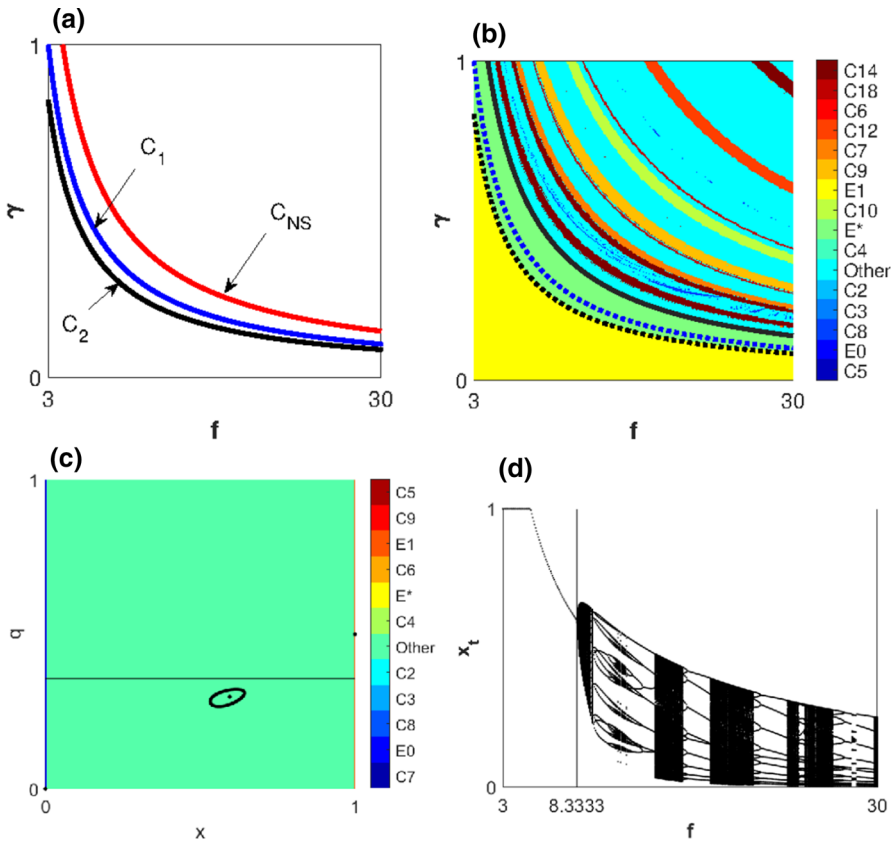 (a)
1
γ
0
3
30
f
C1
C2
CNS
(b)
1
γ
0
3
30
f
C14
C18
C6
C12
C7
C9
E1
C10
E*
C4
Other
C2
C3
C8
E0
C5
(c)
1
q
0
0
1
x
C5
C9
E1
C6
E*
C4
Other
C2
C3
C8
E0
C7
(d)
1
xt
0
3
8.3333
30
f